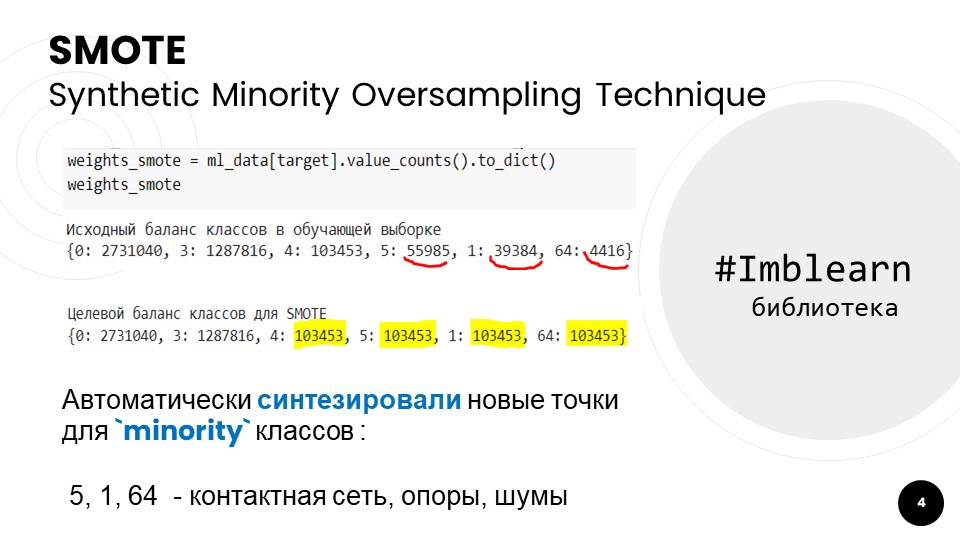 SMOTE
Synthetic Minority Oversampling Technique
weights_smote = ml_data[target].value_counts().to_dict()
weights_smote
Исходный баланс классов в обучающей выборке
{0: 2731040, 3: 1287816, 4: 103453, 5: 55985, 1: 39384, 64: 4416}
Целевой баланс классов для SMOTE
{0: 2731040, 3: 1287816, 4: 103453, 5: 103453, 1: 103453, 64: 103453}
#Imblearn
библиотека
Автоматически синтезировали новые точки
для `minority` классов :
5, 1, 64 - контактная сеть, опоры, шумы
4